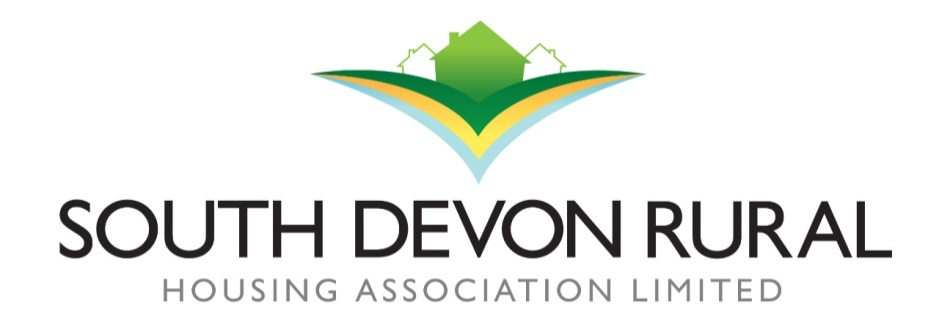 SOUTH DEVON RURAL
HOUSING ASSOCIATION LIMITED